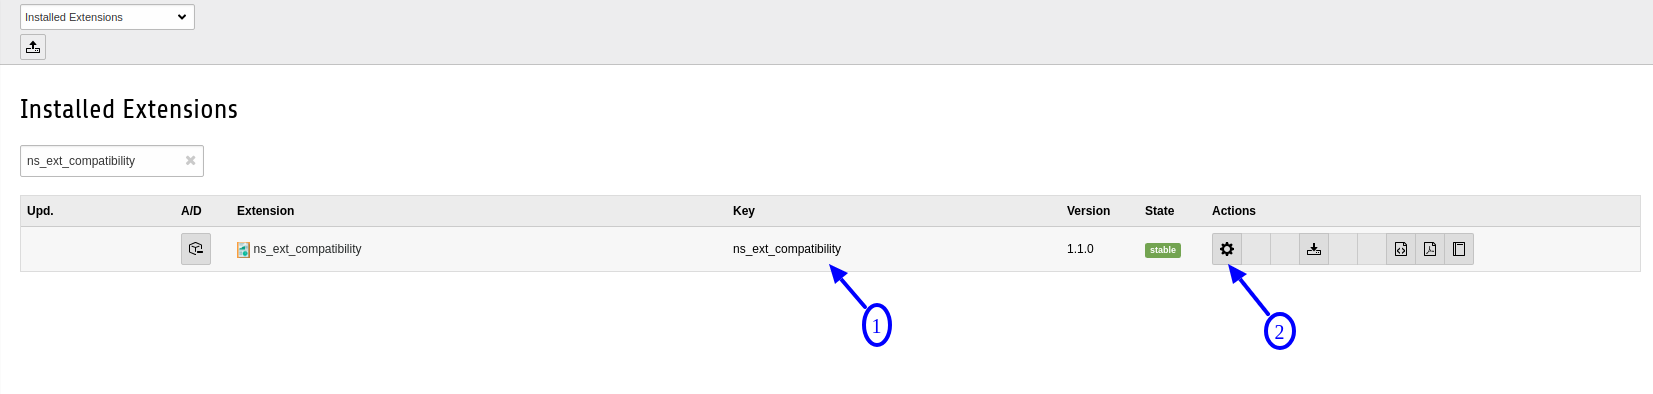 Installed Extensions
Installed Extensions
ns_ext_compatibility
Upd. A/D Extension Key Version State Actions
ns_ext_compatibility ns_ext_compatibility 1.1.0 stable
1
2